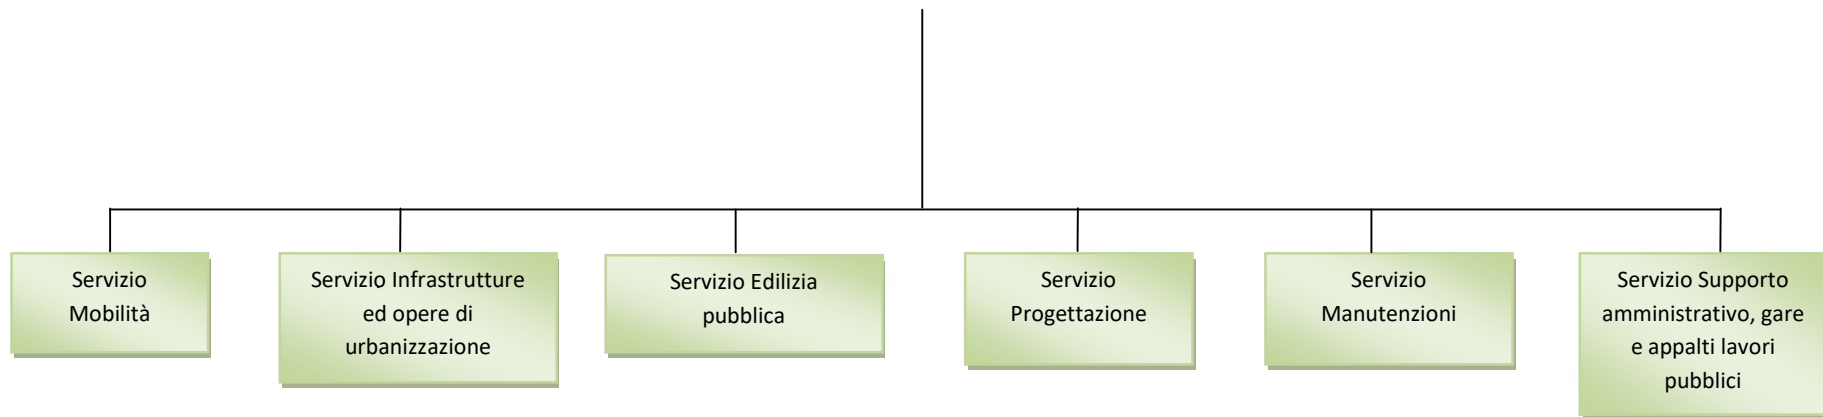 Servizio
Mobilità
Servizio Infrastrutture
ed opere di
urbanizzazione
Servizio Edilizia
pubblica
Servizio
Progettazione
Servizio
Manutenzioni
Servizio Supporto
amministrativo, gare
e appalti lavori
pubblici